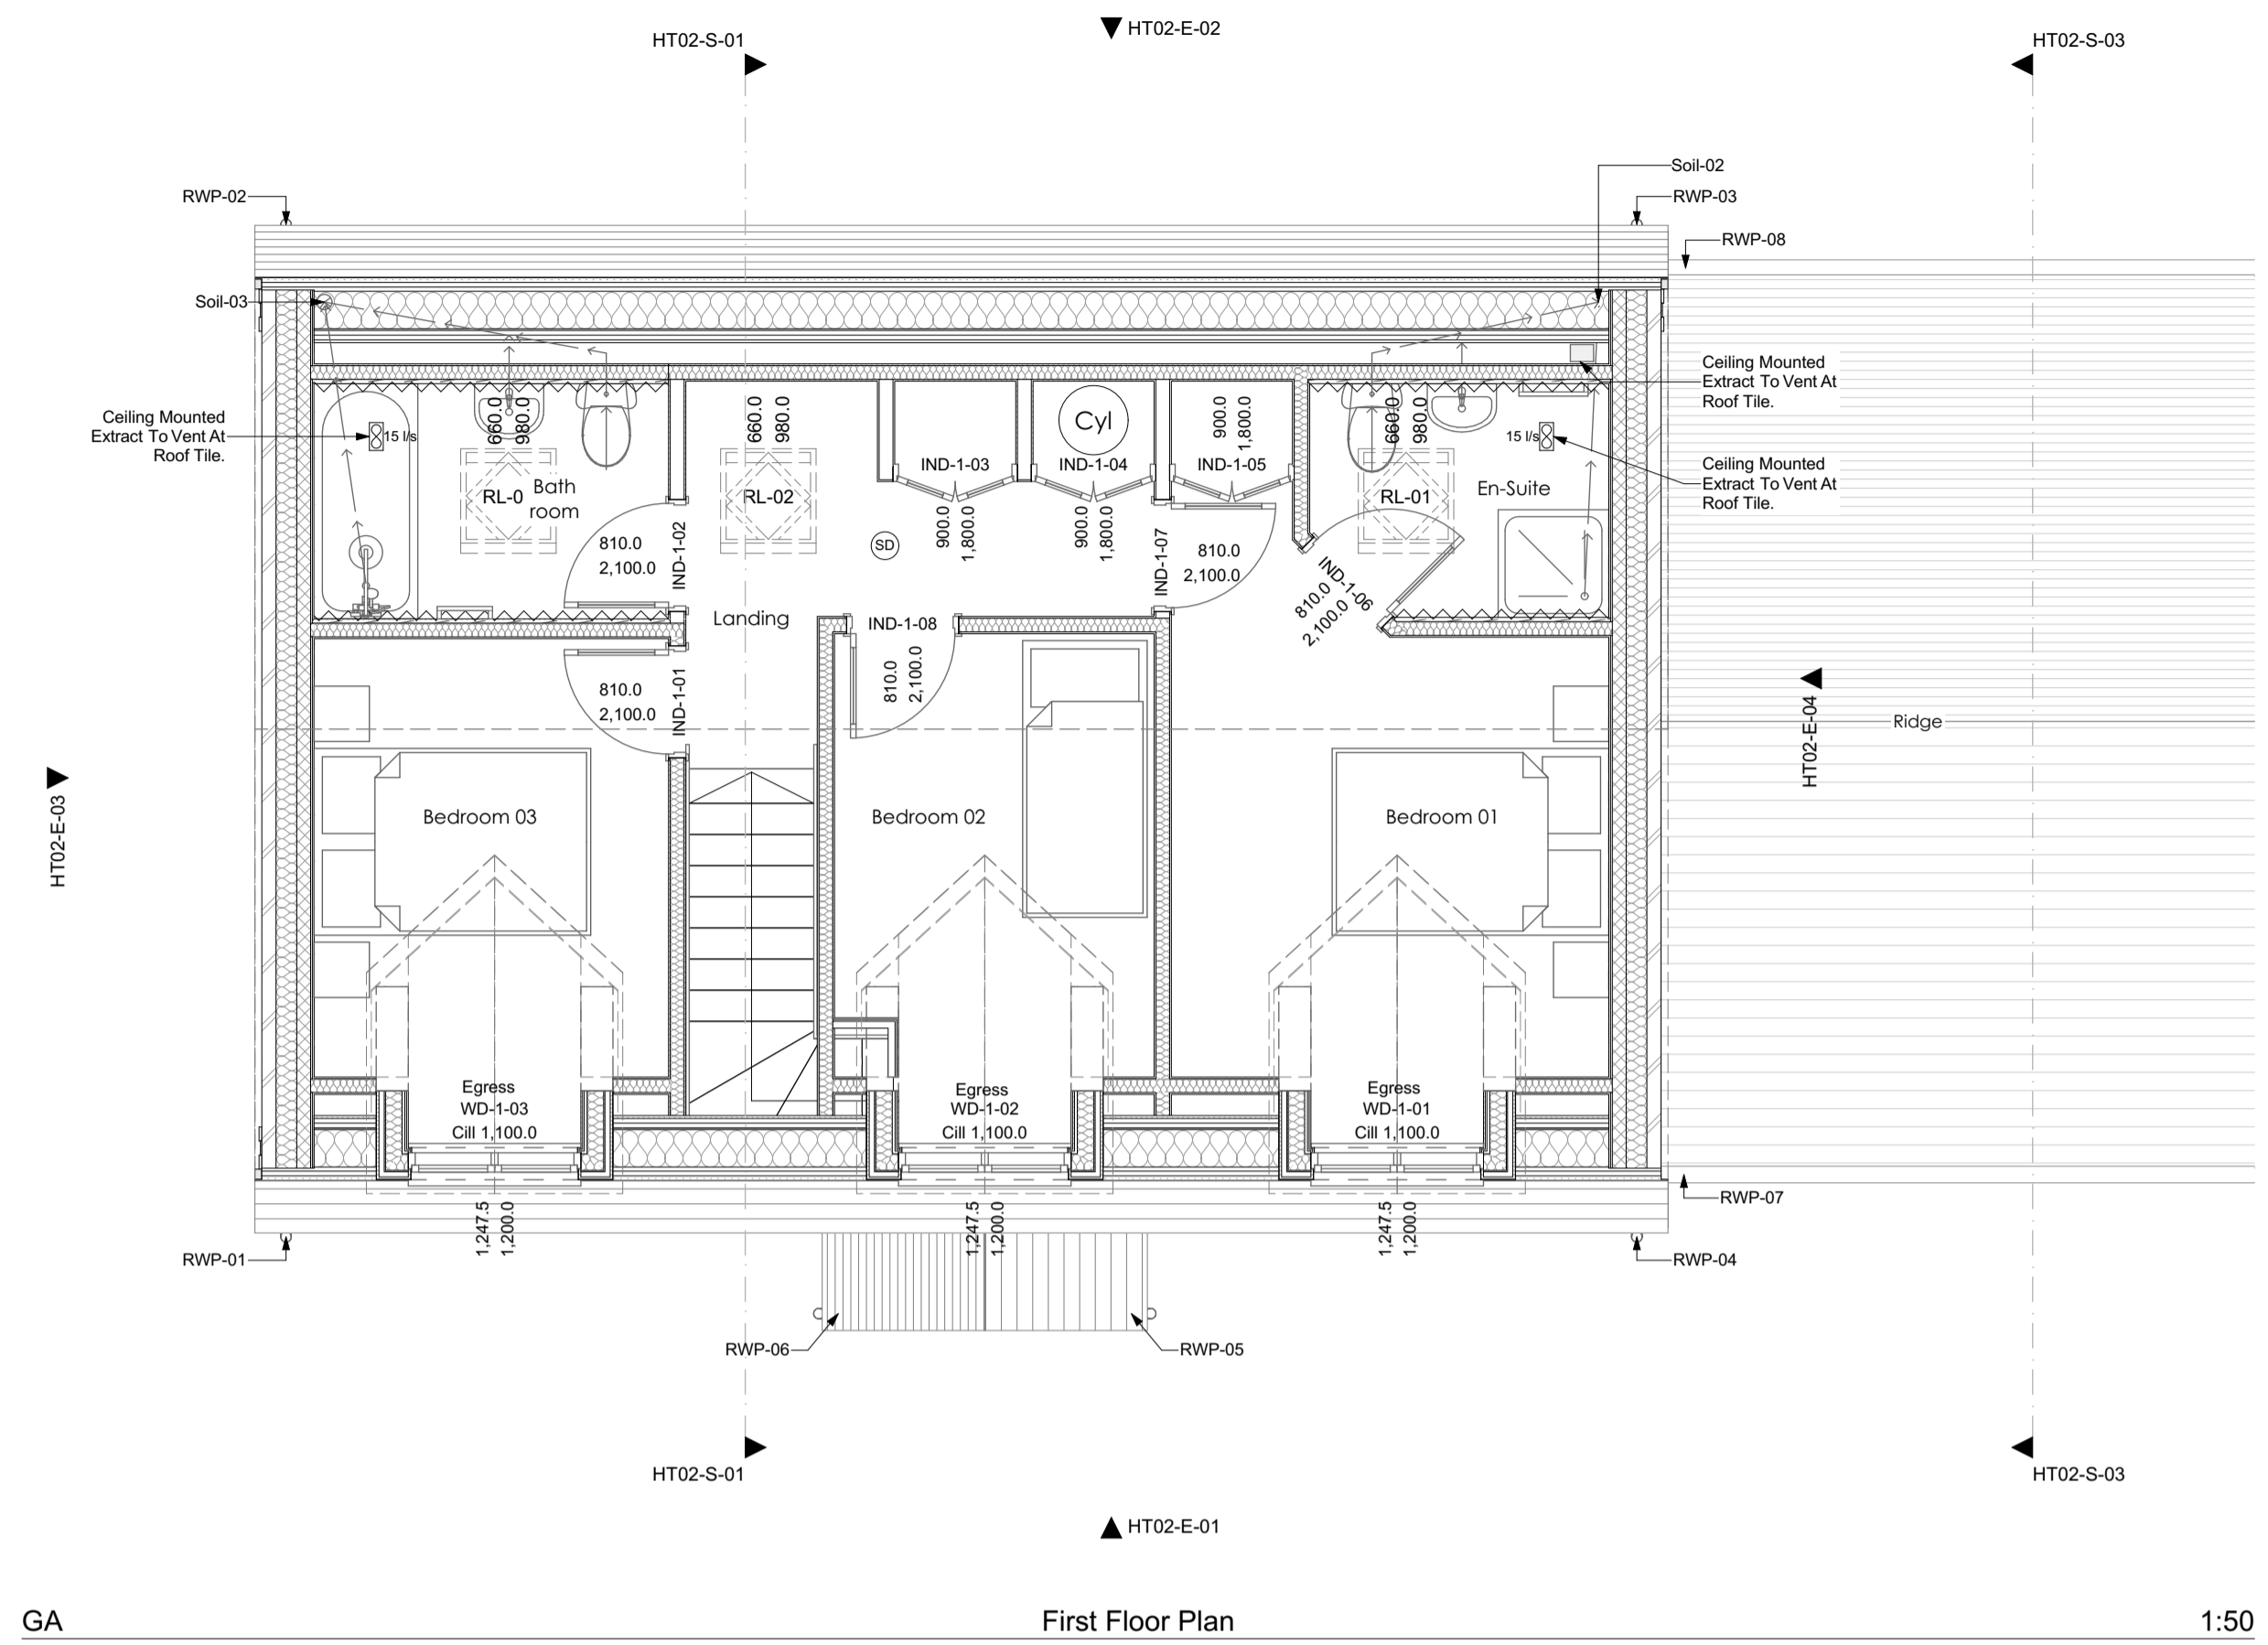 HT02-E-02
HT02-S-01
HT02-S-03
Soil-02
RWP-02
RWP-03
RWP-08
Soil-03
Ceiling Mounted
Extract To Vent At
Roof Tile.
Ceiling Mounted
Extract To Vent At
Roof Tile.
Ceiling Mounted
Extract To Vent At
Roof Tile.
15 l/s
660.0
980.0
RL-0
Bath
room
660.0
980.0
RL-02
Cyl
IND-1-03
IND-1-04
IND-1-05
900.0
1,800.0
900.0
1,800.0
900.0
1,800.0
660.0
980.0
RL-01
15 l/s
En-Suite
SD
810.0
2,100.0
IND-1-02
IND-1-07
810.0
2,100.0
IND-1-06
810.0
2,100.0
Landing
IND-1-08
810.0
2,100.0
810.0
2,100.0
IND-1-01
HT02-E-04
Ridge
HT02-E-03
Bedroom 03
Bedroom 02
Bedroom 01
Egress
WD-1-03
Cill 1,100.0
Egress
WD-1-02
Cill 1,100.0
Egress
WD-1-01
Cill 1,100.0
1,247.5
1,200.0
1,247.5
1,200.0
1,247.5
1,200.0
RWP-07
RWP-01
RWP-04
RWP-06
RWP-05
HT02-S-01
HT02-S-03
HT02-E-01
GA
First Floor Plan
1:50